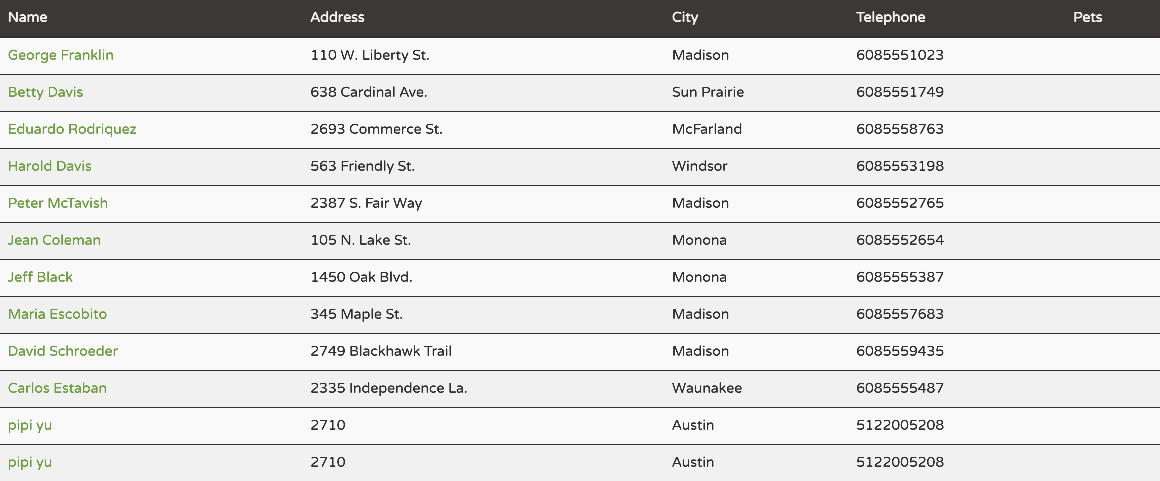 Name Address City Telephone Pets
George Franklin 110 W. Liberty St. Madison 6085551023
Betty Davis 638 Cardinal Ave. Sun Prairie 6085551749
Eduardo Rodriquez 2693 Commerce St. McFarland 6085558763
Harold Davis 563 Friendly St. Windsor 6085553198
Peter McTavish 2387 S. Fair Way Madison 6085552765
Jean Coleman 105 N. Lake St. Monona 6085552654
Jeff Black 1450 Oak Blvd. Monona 6085555387
Maria Escobito 345 Maple St. Madison 6085557683
David Schroeder 2749 Blackhawk Trail Madison 6085559435
Carlos Estaban 2335 Independence La. Waunakee 6085555487
pipi yu 2710 Austin 5122005208
pipi yu 2710 Austin 5122005208